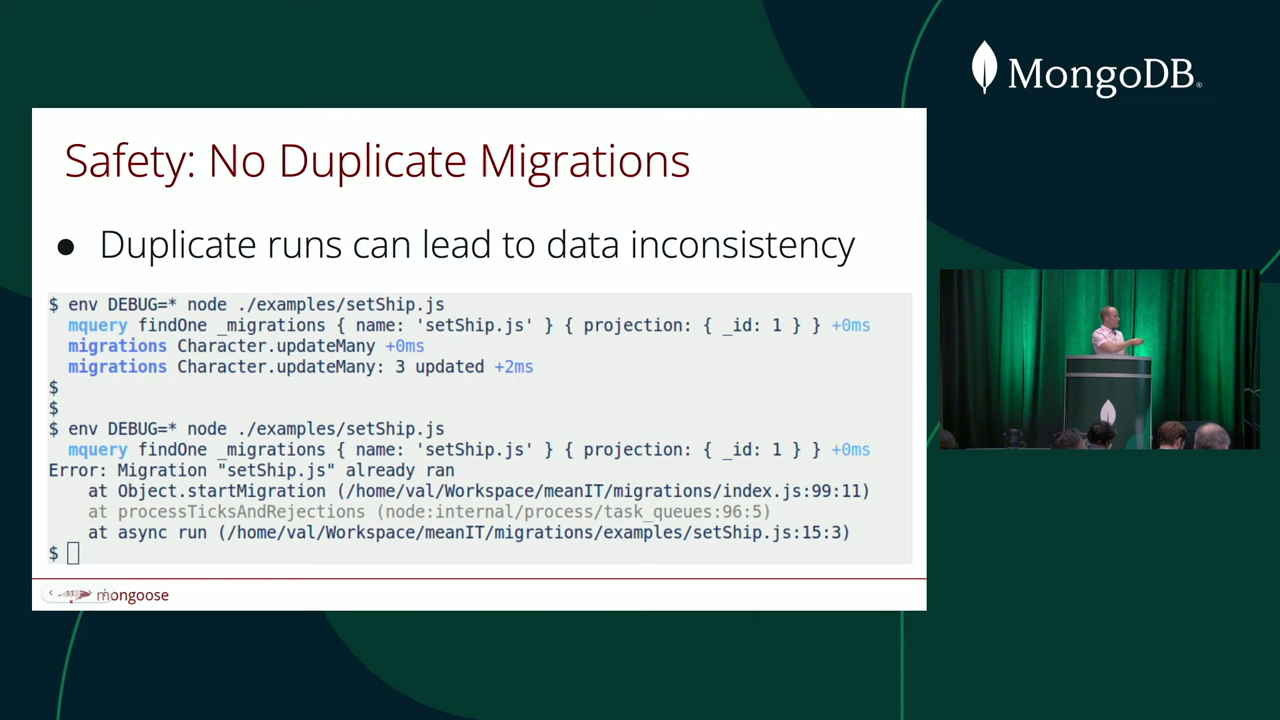 MongoDB®
Safety: No Duplicate Migrations
● Duplicate runs can lead to data inconsistency
$ env DEBUG=* node ./examples/setShip.js
mquery findOne _migrations { name: 'setShip.js' } { projection: { _id: 1 } } +0ms
migrations Character.updateMany +0ms
migrations Character.updateMany: 3 updated +2ms
$
$
$ env DEBUG=* node ./examples/setShip.js
mquery findOne _migrations { name: 'setShip.js' } { projection: { _id: 1 } } +0ms
Error: Migration "setShip.js" already ran
at Object.startMigration (/home/val/Workspace/meanIT/migrations/index.js:99:11)
at processTicksAndRejections (node:internal/process/task_queues:96:5)
at async run (/home/val/Workspace/meanIT/migrations/examples/setShip.js:15:3)
$
mongoose